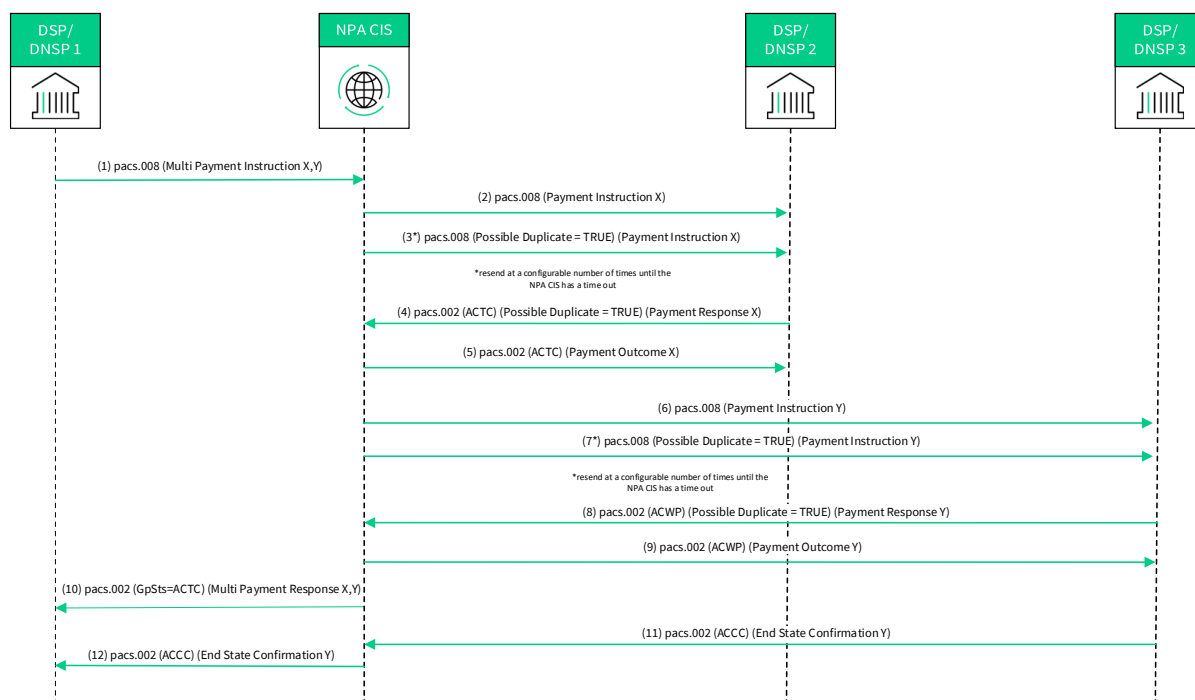 DSP/
DNSP 1
NPA CIS
DSP/
DNSP 2
DSP/
DNSP 3
(1) pacs.008 (Multi Payment Instruction X,Y)
(2) pacs.008 (Payment Instruction X)
(3*) pacs.008 (Possible Duplicate = TRUE) (Payment Instruction X)
*resend at a configurable number of times until the
NPA CIS has a time out
(4) pacs.002 (ACTC) (Possible Duplicate = TRUE) (Payment Response X)
(5) pacs.002 (ACTC) (Payment Outcome X)
(6) pacs.008 (Payment Instruction Y)
(7*) pacs.008 (Possible Duplicate = TRUE) (Payment Instruction Y)
*resend at a configurable number of times until the
NPA CIS has a time out
(8) pacs.002 (ACWP) (Possible Duplicate = TRUE) (Payment Response Y)
(9) pacs.002 (ACWP) (Payment Outcome Y)
(10) pacs.002 (GpSts=ACTC) (Multi Payment Response X,Y)
(11) pacs.002 (ACCC) (End State Confirmation Y)
(12) pacs.002 (ACCC) (End State Confirmation Y)